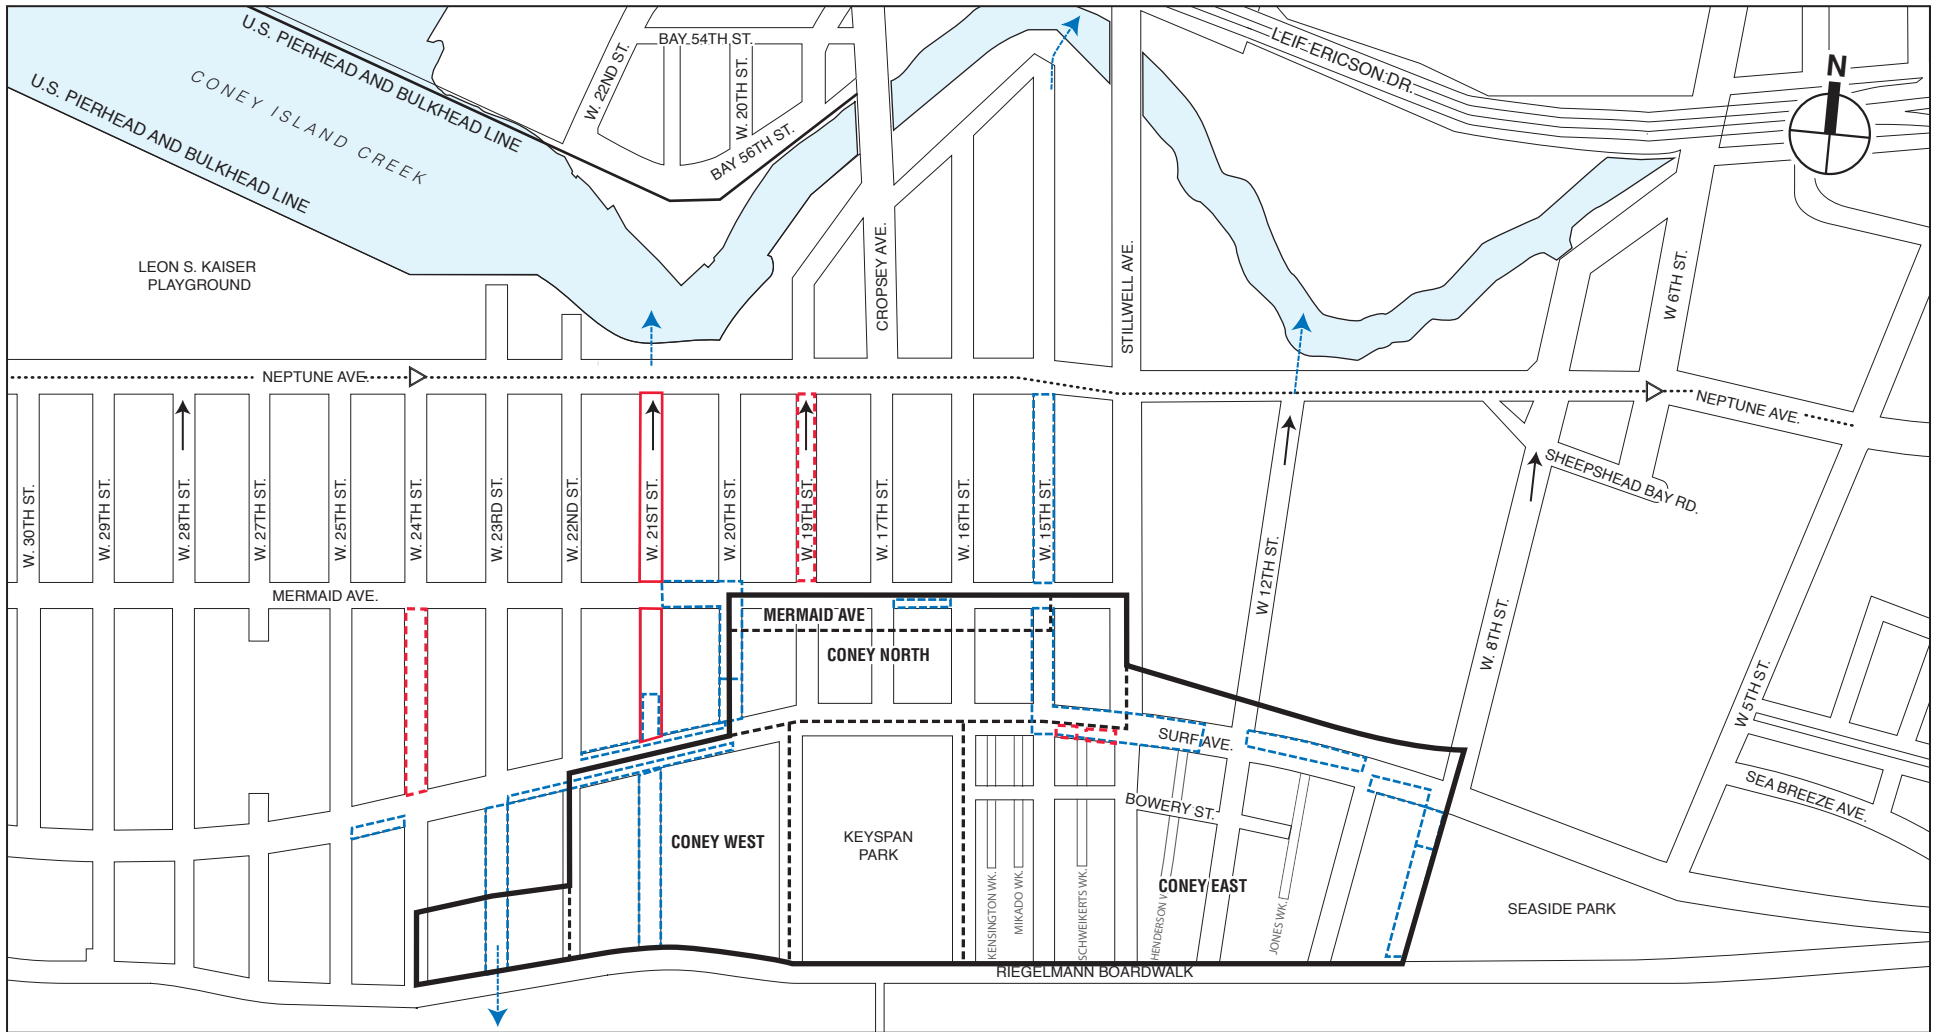 U.S. PIERHEAD AND BULKHEAD LINE
BAY 54TH ST.
W. 22ND ST.
W. 20TH ST.
LEIF ERICSON DR.
N
CONEY ISLAND CREEK
U.S. PIERHEAD AND BULKHEAD LINE
BAY 56TH ST.
LEON S. KAISER
PLAYGROUND
CROPSEY AVE.
STILLWELL AVE.
W 6TH ST.
NEPTUNE AVE.
NEPTUNE AVE.
SHEEPSHEAD BAY RD.
W. 30TH ST.
W. 29TH ST.
W. 28TH ST.
W. 27TH ST.
W. 25TH ST.
W. 24TH ST.
W. 23RD ST.
W. 22ND ST.
W. 21ST ST.
W. 20TH ST.
W. 19TH ST.
W. 17TH ST.
W. 16TH ST.
W. 15TH ST.
W 12TH ST.
W. 8TH ST.
W 5TH ST.
MERMAID AVE.
MERMAID AVE
CONEY NORTH
SURF AVE.
SEA BREEZE AVE.
BOWERY ST.
CONEY WEST
KEYSPAN
PARK
CONEY EAST
KENSINGTON WK.
MIKADO WK.
SCHWEIKERTS WK.
HENDERSON
JONES WK.
SEASIDE PARK
RIEGELMANN BOARDWALK